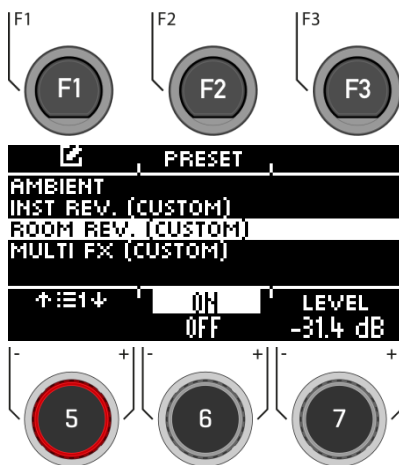 F1 F2 F3
F1 F2 F3
PRESET
AMBIENT
INST REV. (CUSTOM)
ROOM REV. (CUSTOM)
MULTI FX (CUSTOM)
↑ 1↓ ON LEVEL
OFF -31.4 dB
- + - + - +
5 6 7